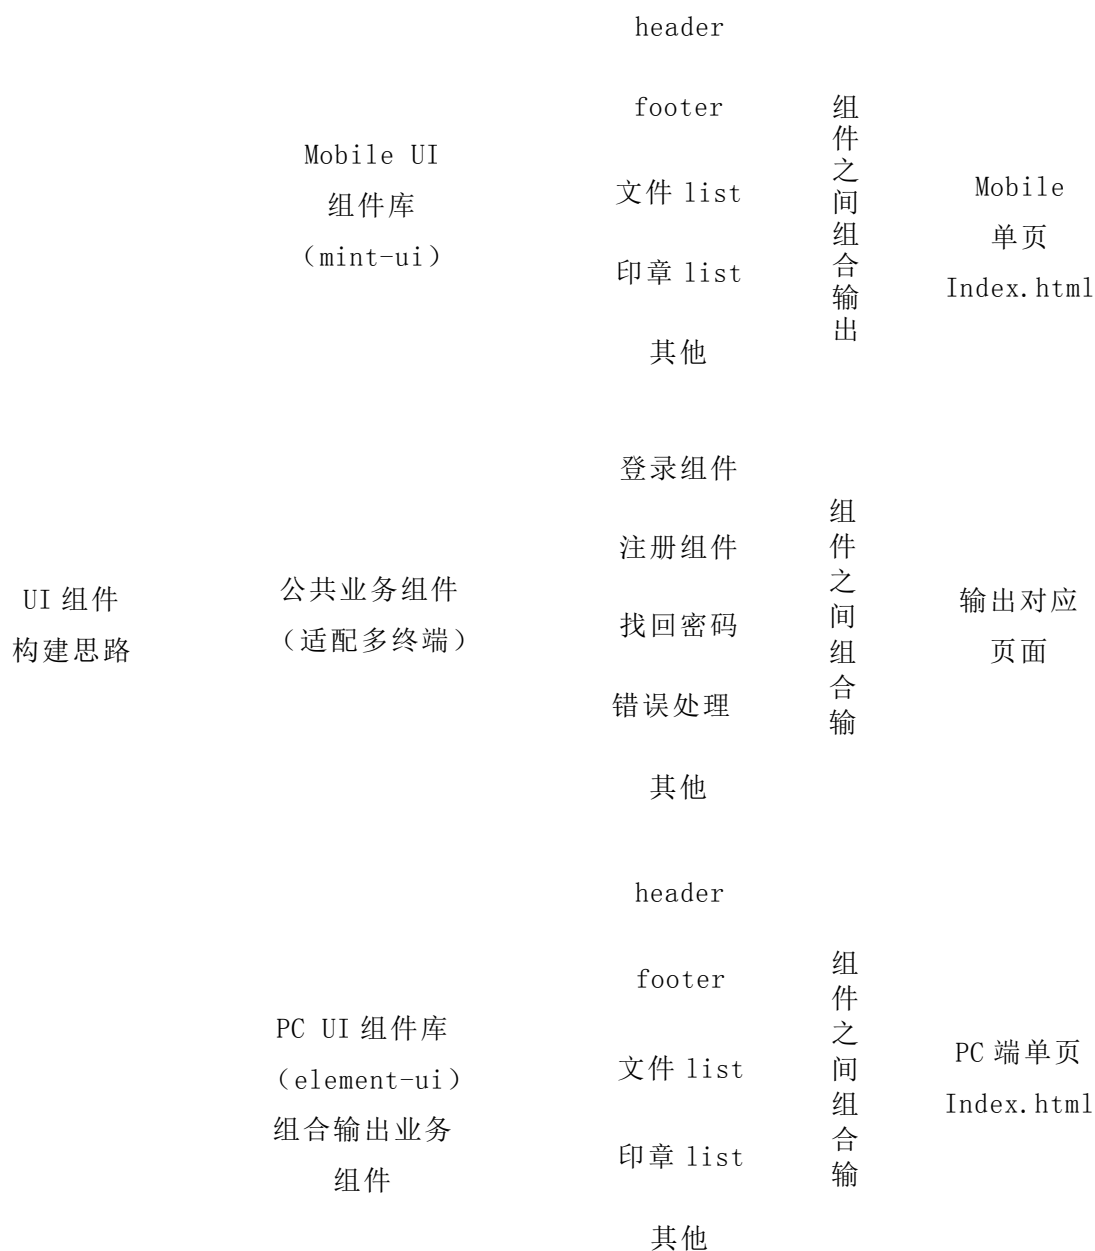 UI 组件
构建思路
Mobile UI
组件库
（mint-ui）
header
footer
文件 list
印章 list
其他
组件之间组合输出
Mobile
单页
Index.html
公共业务组件
（适配多终端）
登录组件
注册组件
找回密码
错误处理
其他
组件之间组合输
输出对应
页面
PC UI 组件库
（element-ui）
组合输出业务
组件
header
footer
文件 list
印章 list
其他
组件之间组合输
PC 端单页
Index.html